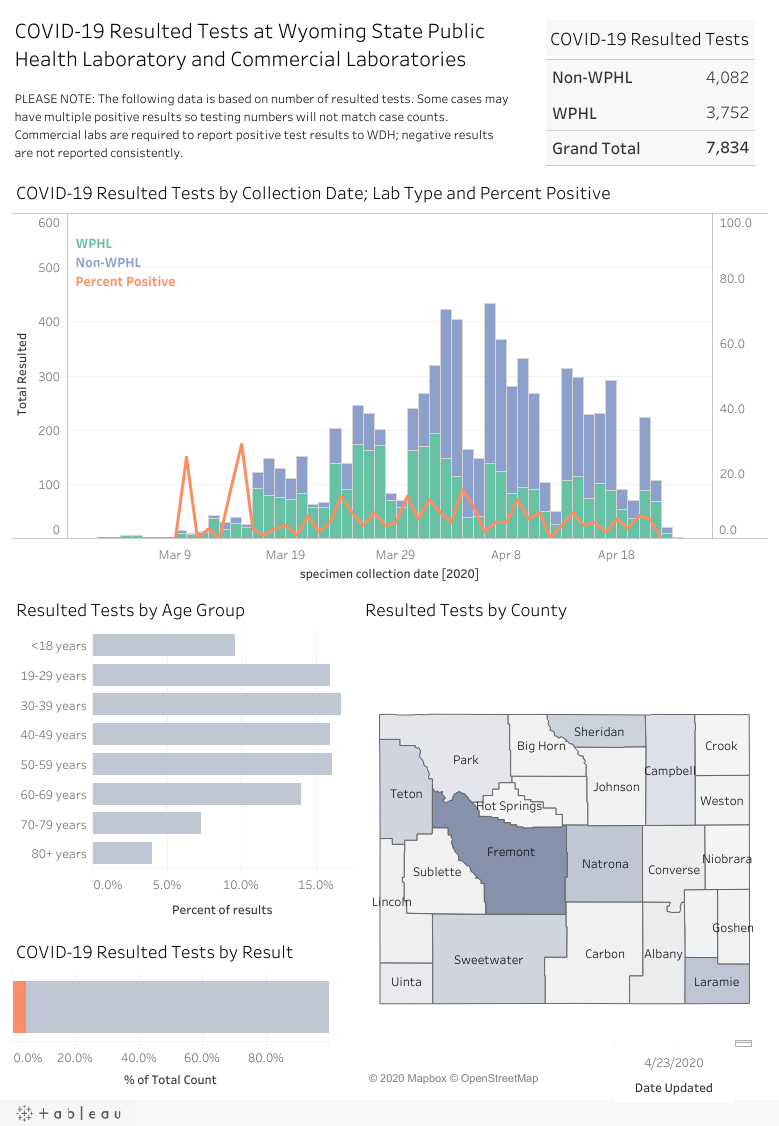 COVID-19 Resulted Tests at Wyoming State Public
Health Laboratory and Commercial Laboratories
PLEASE NOTE: The following data is based on number of resulted tests. Some cases may
have multiple positive results so testing numbers will not match case counts.
Commercial labs are required to report positive test results to WDH; negative results
are not reported consistently.
COVID-19 Resulted Tests
Non-WPHL 4,082
WPHL 3,752
Grand Total 7,834
COVID-19 Resulted Tests by Collection Date; Lab Type and Percent Positive
600
500
400
300
200
100
0
Total Resulted
WPHL
Non-WPHL
Percent Positive
100.0
80.0
60.0
40.0
20.0
0.0
Mar 9 Mar 19 Mar 29 Apr 8 Apr 18
specimen collection date [2020]
Resulted Tests by Age Group
<18 years
19-29 years
30-39 years
40-49 years
50-59 years
60-69 years
70-79 years
80+ years
0.0% 5.0% 10.0% 15.0%
Percent of results
COVID-19 Resulted Tests by Result
0.0% 20.0% 40.0% 60.0% 80.0%
% of Total Count
Resulted Tests by County
Sheridan
Big Horn
Crook
Park
Campbell
Johnson
Teton
Weston
Hot Springs
Fremont
Niobrara
Natrona
Converse
Sublette
Lincoln
Goshen
Carbon
Albany
Sweetwater
Uinta
Laramie
© 2020 Mapbox © OpenStreetMap
4/23/2020
Date Updated
tableau